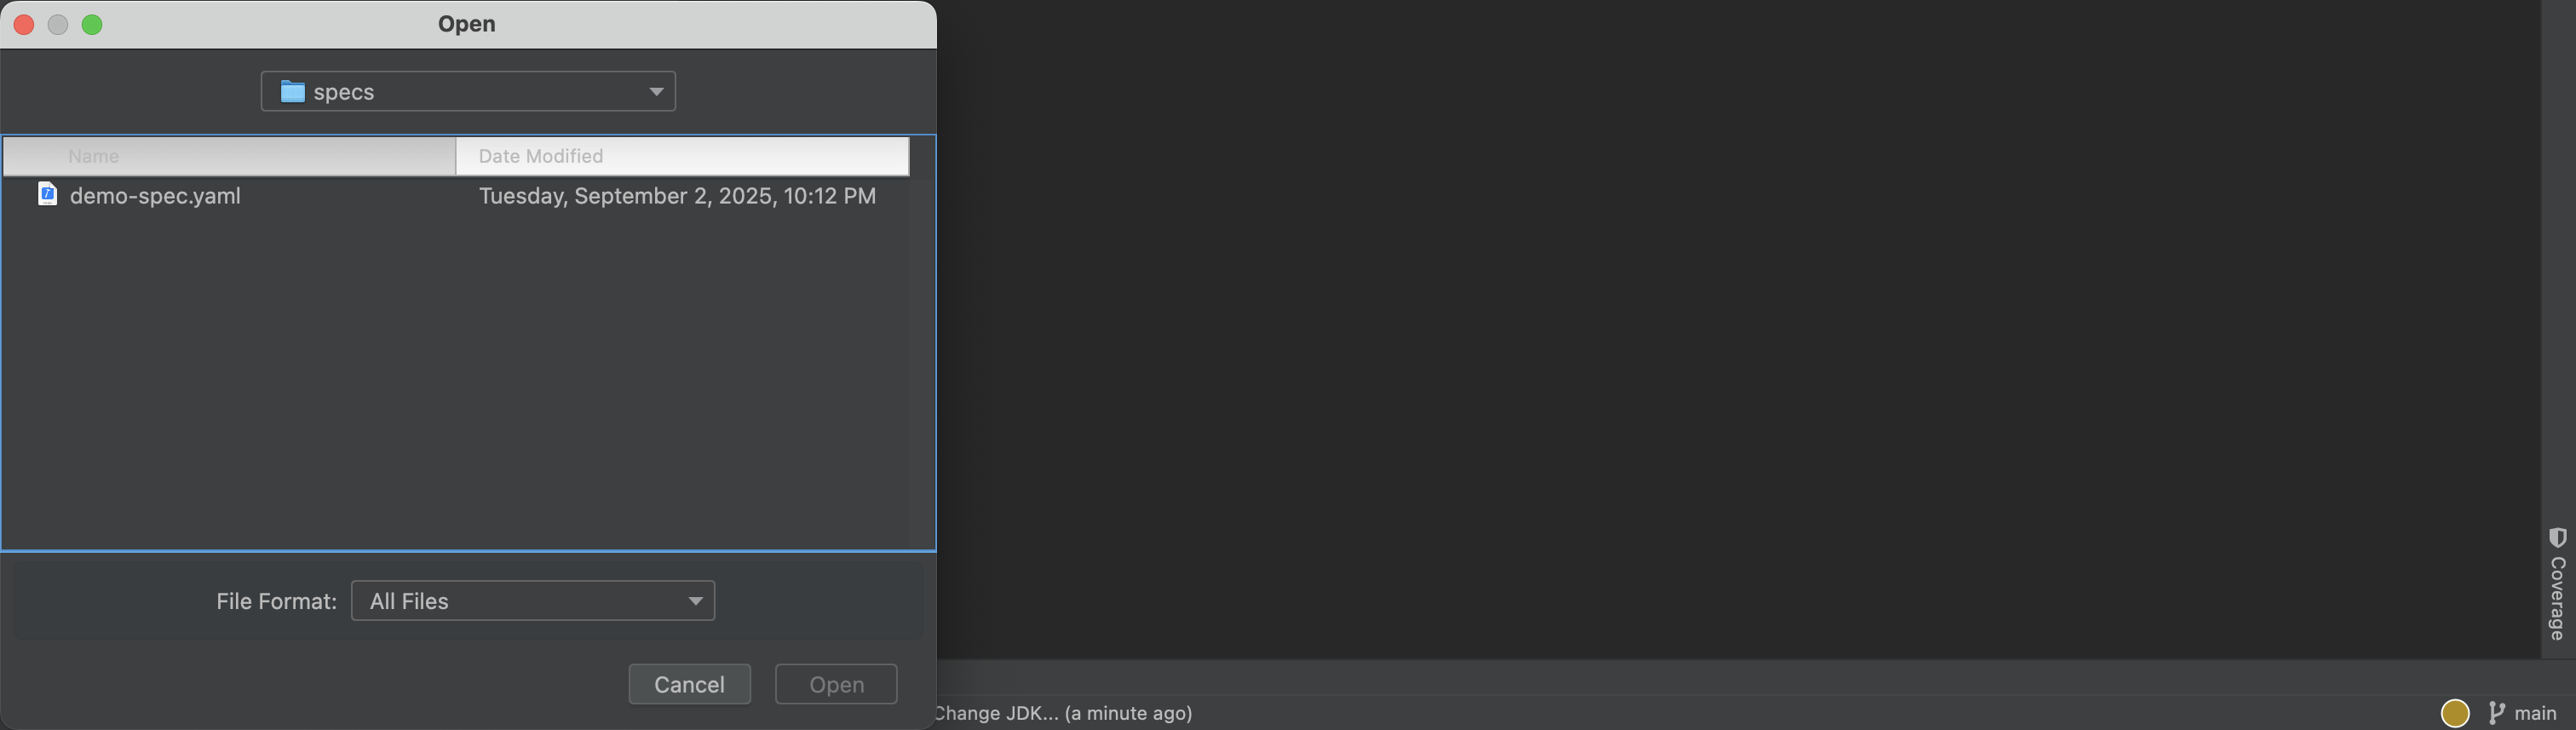 Open
specs
Name Date Modified
demo-spec.yaml Tuesday, September 2, 2025, 10:12 PM
File Format: All Files
Cancel Open
Change JDK... (a minute ago)
Coverage
main